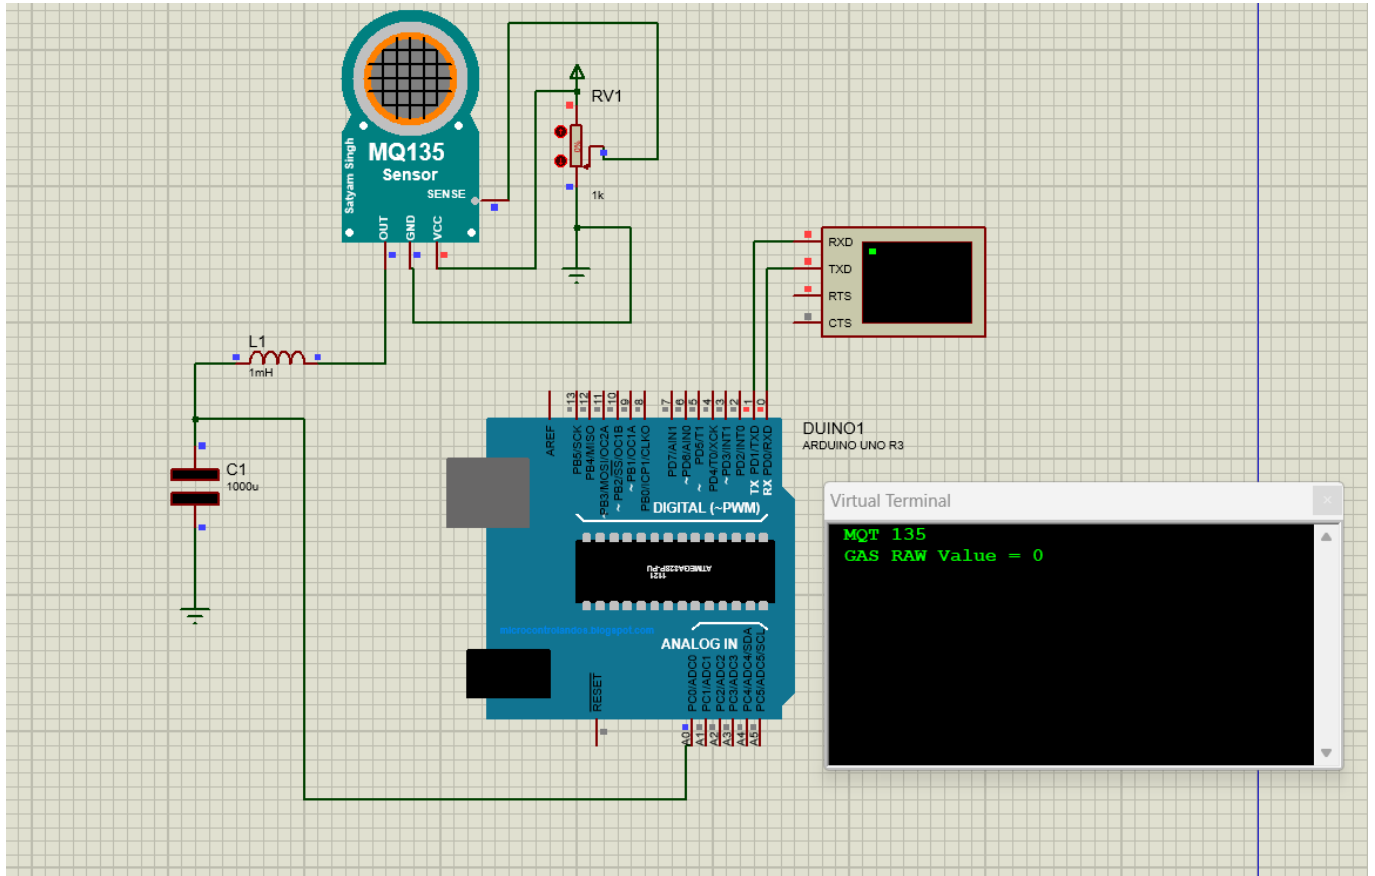 RV1
0%
1k
MQ135
Sensor
Satyam Singh
SENSE
OUT
GND
VCC
RXD
TXD
RTS
CTS
L1
1mH
C1
1000u
DUINO1
ARDUINO UNO R3
13
12
11
10
9
8
7
6
5
4
3
2
1
0
AREF
PB5/SCK
PB4/MISO
~PB3/MOSI/OC2A
~PB2/SS/OC1B
~PB1/OC1A
PB0/ICP1/CLKO
PD7/AIN1
~PD6/AIN0
~PD5/T1
PD4/T0/XCK
~PD3/INT1
PD2/INT0
TX PD1/TXD
RX PD0/RXD
DIGITAL (~PWM)
ATMEGA328P-PU
1121
microcontrolandos.blogspot.com
ANALOG IN
RESET
PC0/ADC0
PC1/ADC1
PC2/ADC2
PC3/ADC3
PC4/ADC4/SDA
PC5/ADC5/SCL
A0
A1
A2
A3
A4
A5
Virtual Terminal
MQT 135
GAS RAW Value = 0